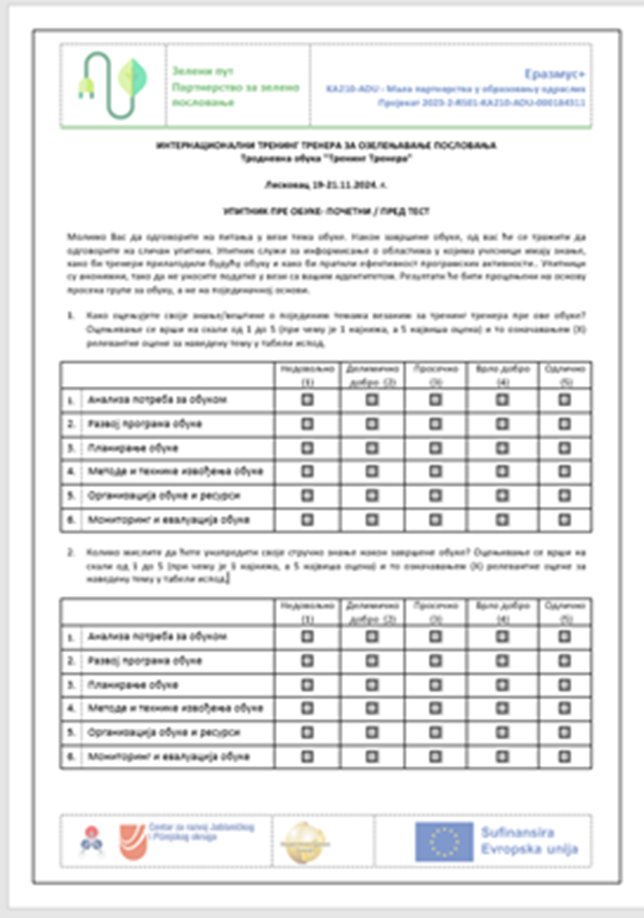 Зелени пут
Партнерство за зелено
пословање
Еразмус+
KA210-ADU - Мала партнерства у образовању одраслих
Пројекат 2023-2-RS01-KA210-ADU-000184311
ИНТЕРНАЦИОНАЛНИ ТРЕНИНГ ТРЕНЕРА ЗА ОЗЕЛЕЊАВАЊЕ ПОСЛОВАЊА
Тродневна обука "Тренинг Тренера"
Лесковац 19-21.11.2024. г.
УПИТНИК ПРЕ ОБУКЕ- ПОЧЕТНИ / ПРЕД ТЕСТ
Молимо Вас да одговорите на питања у вези тема обуке. Након завршене обуке, од вас ће се тражити да
одговорите на сличан упитник. Упитник служи за информисање о областима у којима учесници имају знање,
како би тренери прилагодили будућу обуку и како би пратили ефективност програмских активности. Упитници
су анонимни, тако да не уносите податке у вези са вашим идентитетом. Резултати ће бити процењени на основу
просека групе за обуку, а не на појединачној основи.
1. Како оцењујете своје знање/вештине о појединим темама везаним за тренинг тренера пре ове обуке?
Оцењивање се врши на скали од 1 до 5 (при чему је 1 најнижа, а 5 највиша оцена) и то означавањем (X)
релевантне оцене за наведену тему у табели испод.
Недовољно (1) Делимично добро (2) Просечно (3) Врло добро (4) Одлично (5)
1. Анализа потреба за обуком
2. Развој програма обуке
3. Планирање обуке
4. Методе и технике извођења обуке
5. Организација обуке и ресурси
6. Мониторинг и евалуација обуке
2. Колико мислите да ћете унапредити своје стручно знање након завршене обуке? Оцењивање се врши на
скали од 1 до 5 (при чему је 1 најнижа, а 5 највиша оцена) и то означавањем (X) релевантне оцене за
наведену тему у табели испод.
Недовољно (1) Делимично добро (2) Просечно (3) Врло добро (4) Одлично (5)
1. Анализа потреба за обуком
2. Развој програма обуке
3. Планирање обуке
4. Методе и технике извођења обуке
5. Организација обуке и ресурси
6. Мониторинг и евалуација обуке
Centar za razvoj Jablaničkog
i Pčinjskog okruga
Sufinansira
Evropska unija